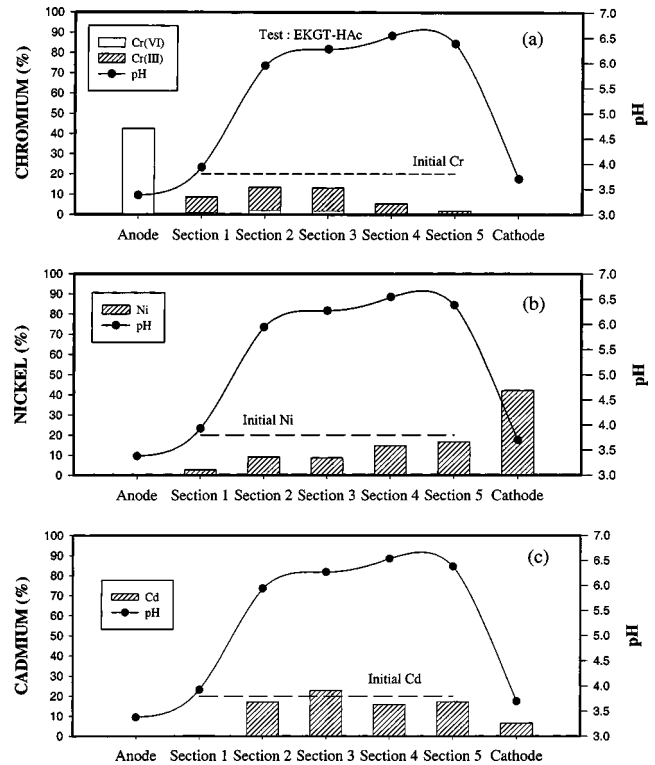 Cr(VI)
Cr(III)
pH
Test : EKGT-HAc
(a)
Initial Cr
CHROMIUM (%)
100
90
80
70
60
50
40
30
20
10
0
7.0
6.5
6.0
5.5
5.0
4.5
4.0
3.5
3.0
pH
Anode Section 1 Section 2 Section 3 Section 4 Section 5 Cathode
Ni
pH
(b)
Initial Ni
NICKEL (%)
100
90
80
70
60
50
40
30
20
10
0
7.0
6.5
6.0
5.5
5.0
4.5
4.0
3.5
3.0
pH
Anode Section 1 Section 2 Section 3 Section 4 Section 5 Cathode
Cd
pH
(c)
Initial Cd
CADMIUM (%)
100
90
80
70
60
50
40
30
20
10
0
7.0
6.5
6.0
5.5
5.0
4.5
4.0
3.5
3.0
pH
Anode Section 1 Section 2 Section 3 Section 4 Section 5 Cathode